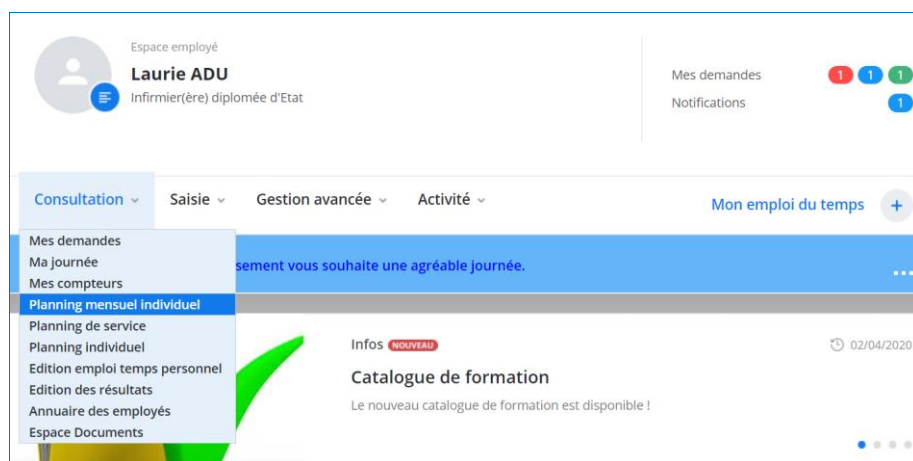 Espace employé
Laurie ADU
Infirmier(ère) diplomée d'Etat
Mes demandes 1 1 1
Notifications 1
Consultation Saisie Gestion avancée Activité Mon emploi du temps +
Mes demandes
Ma journée
Mes compteurs
Planning mensuel individuel
Planning de service
Planning individuel
Edition emploi temps personnel
Edition des résultats
Annuaire des employés
Espace Documents
sement vous souhaite une agréable journée.
...
Infos NOUVEAU 02/04/2020
Catalogue de formation
Le nouveau catalogue de formation est disponible !